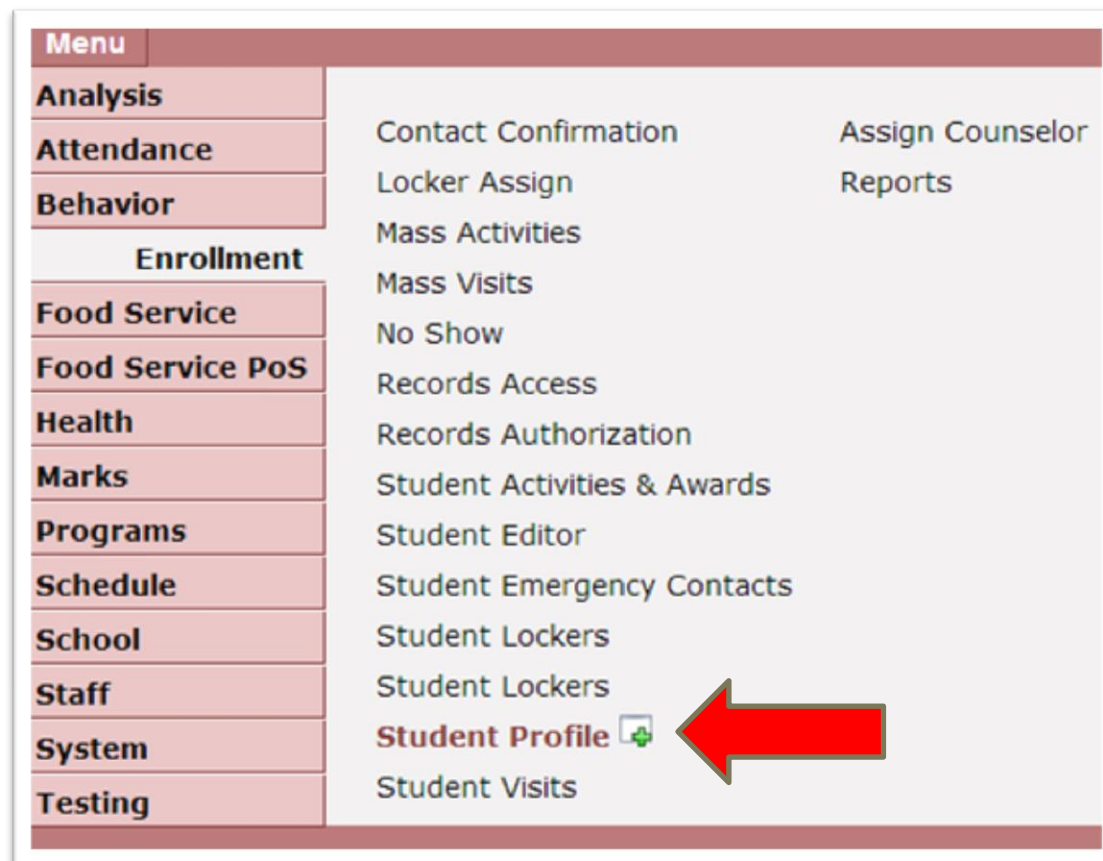 Menu
Analysis
Attendance
Behavior
Enrollment
Food Service
Food Service PoS
Health
Marks
Programs
Schedule
School
Staff
System
Testing
Contact Confirmation
Locker Assign
Mass Activities
Mass Visits
No Show
Records Access
Records Authorization
Student Activities & Awards
Student Editor
Student Emergency Contacts
Student Lockers
Student Lockers
Student Profile
Student Visits
Assign Counselor
Reports